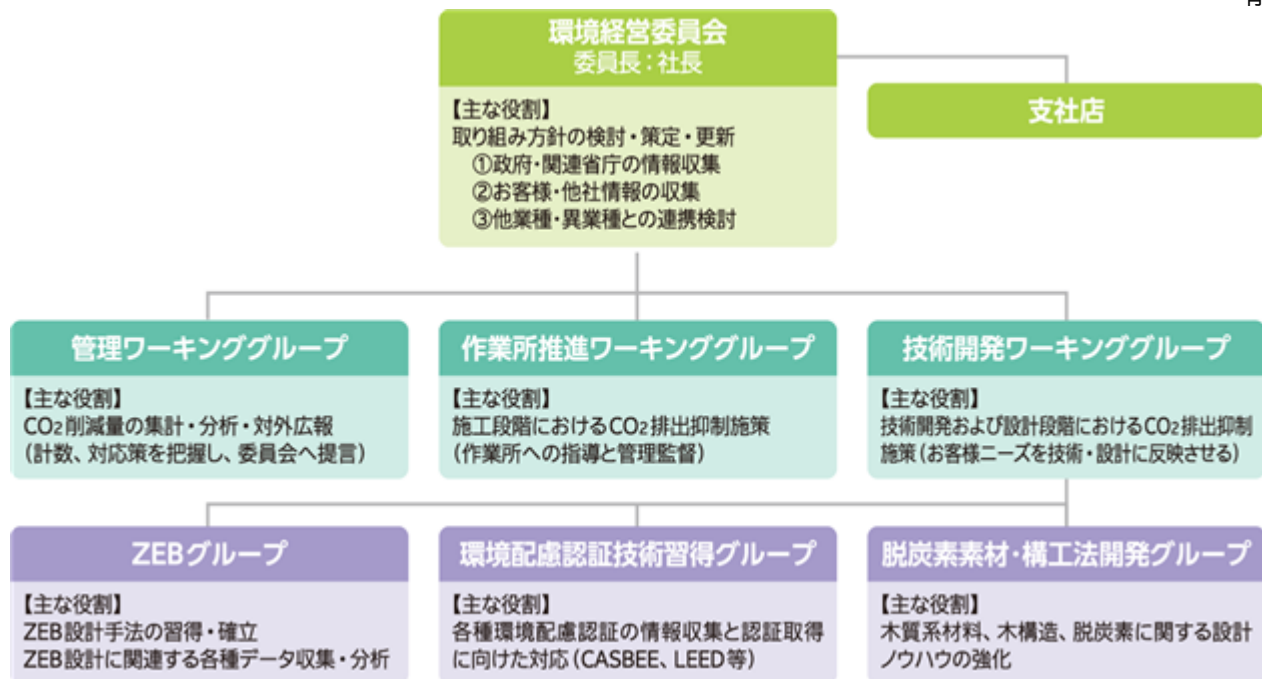 環境経営委員会
委員長：社長
【主な役割】
取り組み方針の検討・策定・更新
①政府・関連省庁の情報収集
②お客様・他社情報の収集
③他業種・異業種との連携検討
支社店
管理ワーキンググループ
【主な役割】
CO2削減量の集計・分析・対外広報
（計数、対応策を把握し、委員会へ提言）
作業所推進ワーキンググループ
【主な役割】
施工段階におけるCO2排出抑制施策
（作業所への指導と管理監督）
技術開発ワーキンググループ
【主な役割】
技術開発および設計段階におけるCO2排出抑制
施策（お客様ニーズを技術・設計に反映させる）
ZEBグループ
【主な役割】
ZEB設計手法の習得・確立
ZEB設計に関連する各種データ収集・分析
環境配慮認証技術習得グループ
【主な役割】
各種環境配慮認証の情報収集と認証取得
に向けた対応（CASBEE、LEED等）
脱炭素素材・構工法開発グループ
【主な役割】
木質系材料、木構造、脱炭素に関する設計
ノウハウの強化